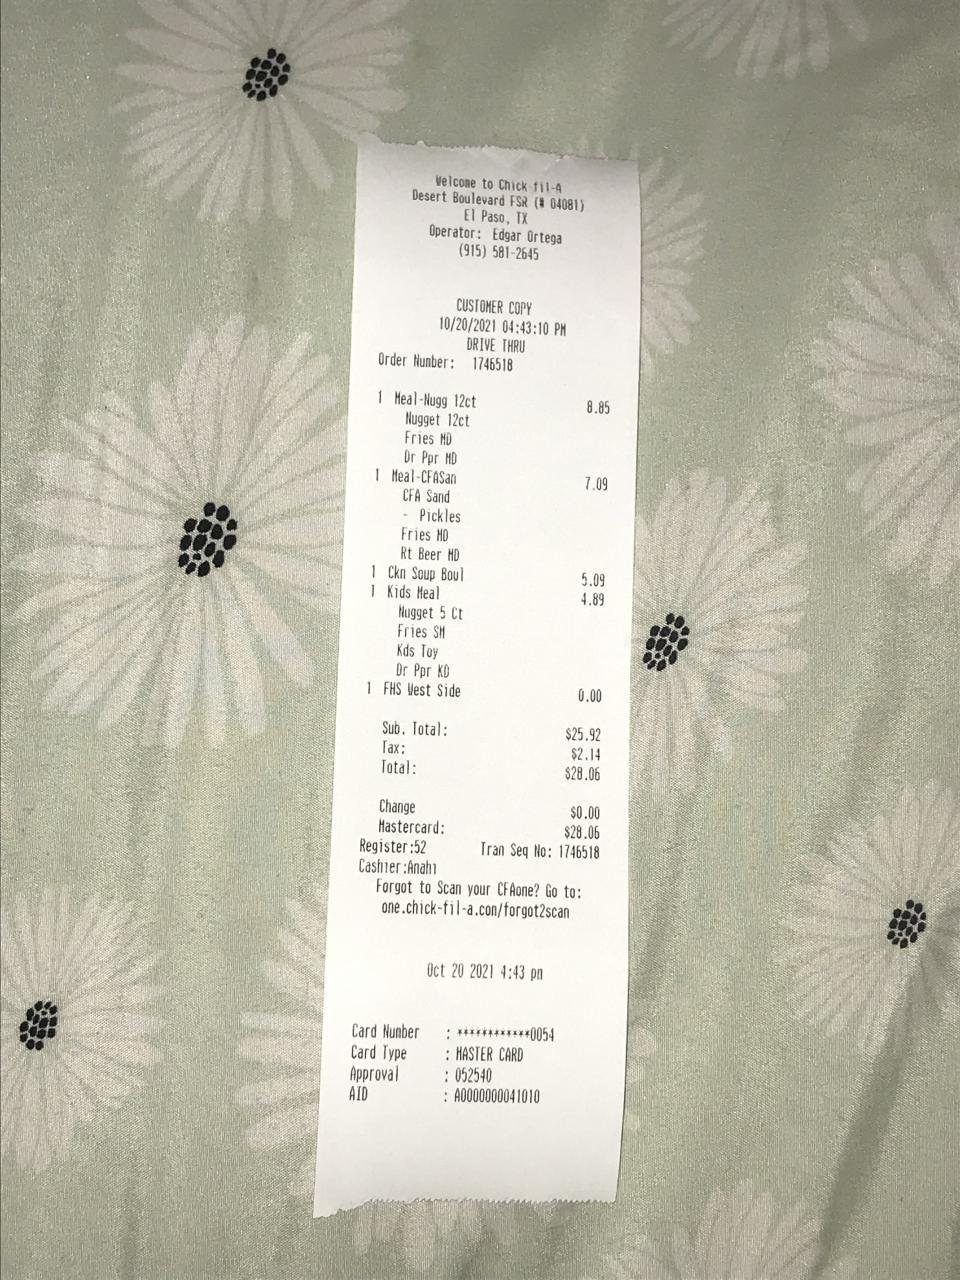 Welcome to Chick-fil-A
Desert Boulevard FSR (# 04081)
El Paso, TX
Operator: Edgar Ortega
(915) 581-2645
CUSTOMER COPY
10/20/2021 04:43:10 PM
DRIVE THRU
Order Number: 1746518
1 Meal-Nugg 12ct 8.85
Nugget 12ct
Fries MD
Dr Ppr MD
1 Meal-CFASan 7.09
CFA Sand
- Pickles
Fries MD
Rt Beer MD
1 Ckn Soup Bowl 5.09
1 Kids Meal 4.89
Nugget 5 Ct
Fries SM
Kds Toy
Dr Ppr KD
1 FHS West Side 0.00
Sub. Total: $25.92
Tax: $2.14
Total: $28.06
Change $0.00
Mastercard: $28.06
Register:52 Tran Seq No: 1746518
Cashier:Anahi
Forgot to Scan your CFAone? Go to:
one.chick-fil-a.com/forgot2scan
Oct 20 2021 4:43 pm
Card Number : ************0054
Card Type : MASTER CARD
Approval : 052540
AID : A0000000041010